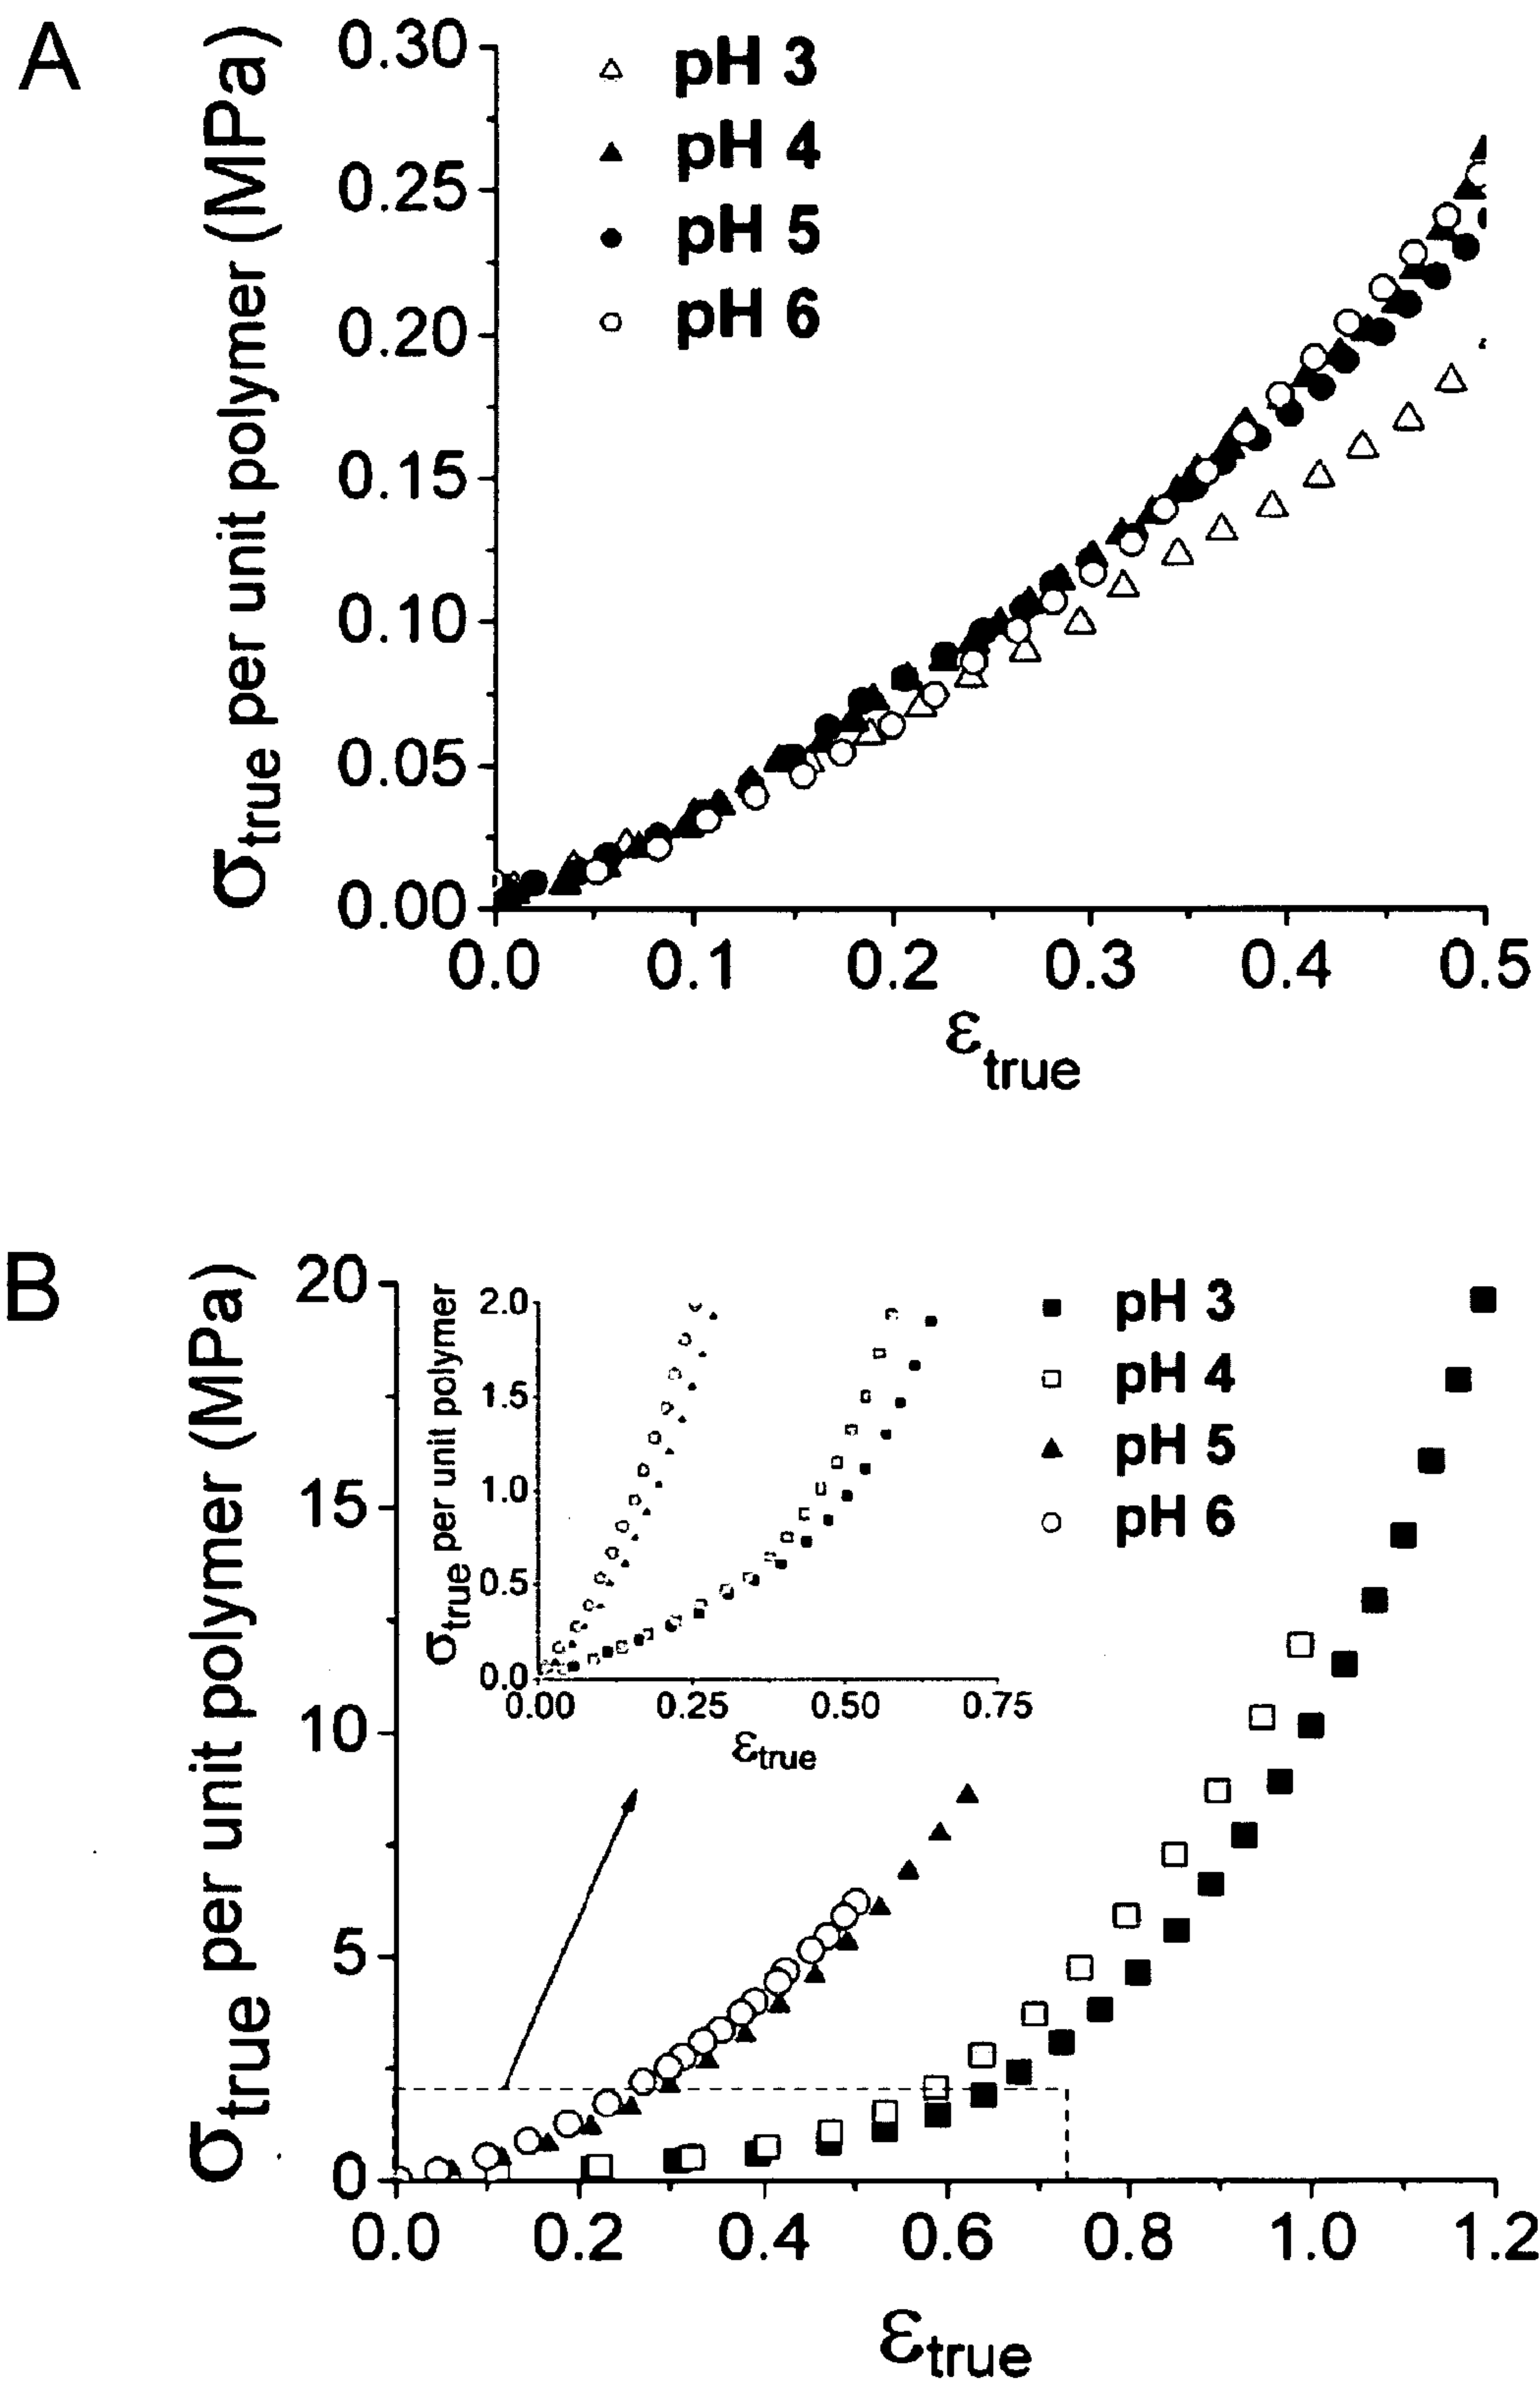 A
σtrue per unit polymer (MPa)
0.30
0.25
0.20
0.15
0.10
0.05
0.00
pH 3
pH 4
pH 5
pH 6
0.0 0.1 0.2 0.3 0.4 0.5
εtrue
B
σtrue per unit polymer (MPa)
20
15
10
5
0
σtrue per unit polymer
2.0
1.5
1.0
0.5
0.0
0.00 0.25 0.50 0.75
εtrue
pH 3
pH 4
pH 5
pH 6
0.0 0.2 0.4 0.6 0.8 1.0 1.2
εtrue